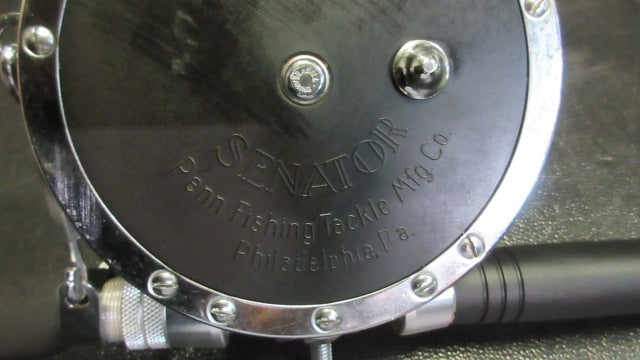 SENATOR
Penn Fishing Tackle Mfg. Co.
Philadelphia, Pa.